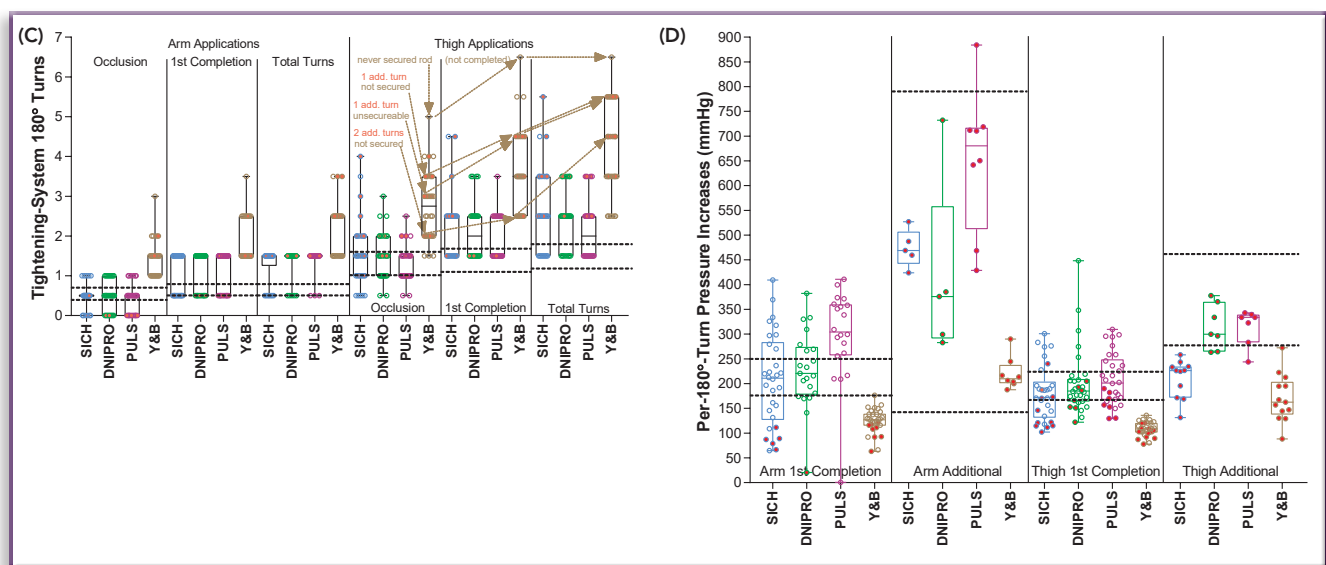 (C)
Tightening-System 180° Turns
7
6
5
4
3
2
1
0
Arm Applications
Thigh Applications
Occlusion
1st Completion
Total Turns
never secured rod
(not completed)
1 add. turn
not secured
1 add. turn
unsecureable
2 add. turns
not secured
Occlusion
1st Completion
Total Turns
SICH
DNIPRO
PULS
Y&B
SICH
DNIPRO
PULS
Y&B
SICH
DNIPRO
PULS
Y&B
SICH
DNIPRO
PULS
Y&B
SICH
DNIPRO
PULS
Y&B
SICH
DNIPRO
PULS
Y&B
(D)
Per-180°-Turn Pressure Increases (mmHg)
900
850
800
750
700
650
600
550
500
450
400
350
300
250
200
150
100
50
0
Arm 1st Completion
Arm Additional
Thigh 1st Completion
Thigh Additional
SICH
DNIPRO
PULS
Y&B
SICH
DNIPRO
PULS
Y&B
SICH
DNIPRO
PULS
Y&B
SICH
DNIPRO
PULS
Y&B